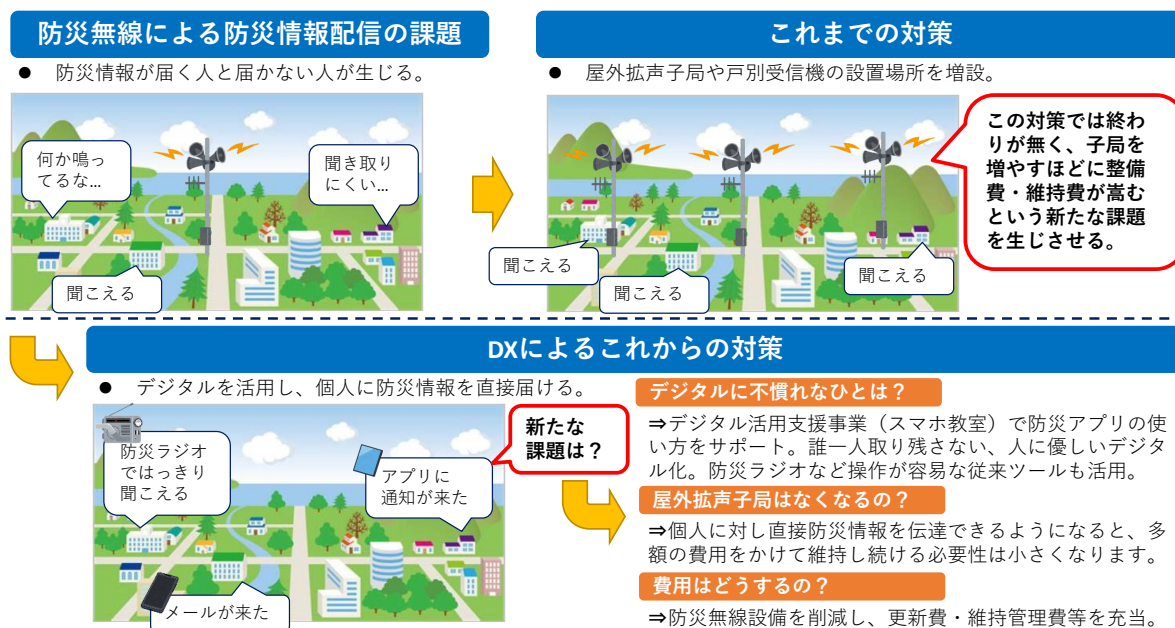 防災無線による防災情報配信の課題
● 防災情報が届く人と届かない人が生じる。
何か鳴っ
てるな...
聞き取り
にくい...
聞こえる
これまでの対策
● 屋外拡声子局や戸別受信機の設置場所を増設。
聞こえる
聞こえる
聞こえる
この対策では終わ
りが無く、子局を
増やすほどに整備
費・維持費が嵩む
という新たな課題
を生じさせる。
DXによるこれからの対策
● デジタルを活用し、個人に防災情報を直接届ける。
防災ラジオ
ではっきり
聞こえる
アプリに
通知が来た
メールが来た
新たな
課題は？
デジタルに不慣れなひとは？
⇒デジタル活用支援事業（スマホ教室）で防災アプリの使
い方をサポート。誰一人取り残さない、人に優しいデジタ
ル化。防災ラジオなど操作が容易な従来ツールも活用。
屋外拡声子局はなくなるの？
⇒個人に対し直接防災情報を伝達できるようになると、多
額の費用をかけて維持し続ける必要性は小さくなります。
費用はどうするの？
⇒防災無線設備を削減し、更新費・維持管理費等を充当。